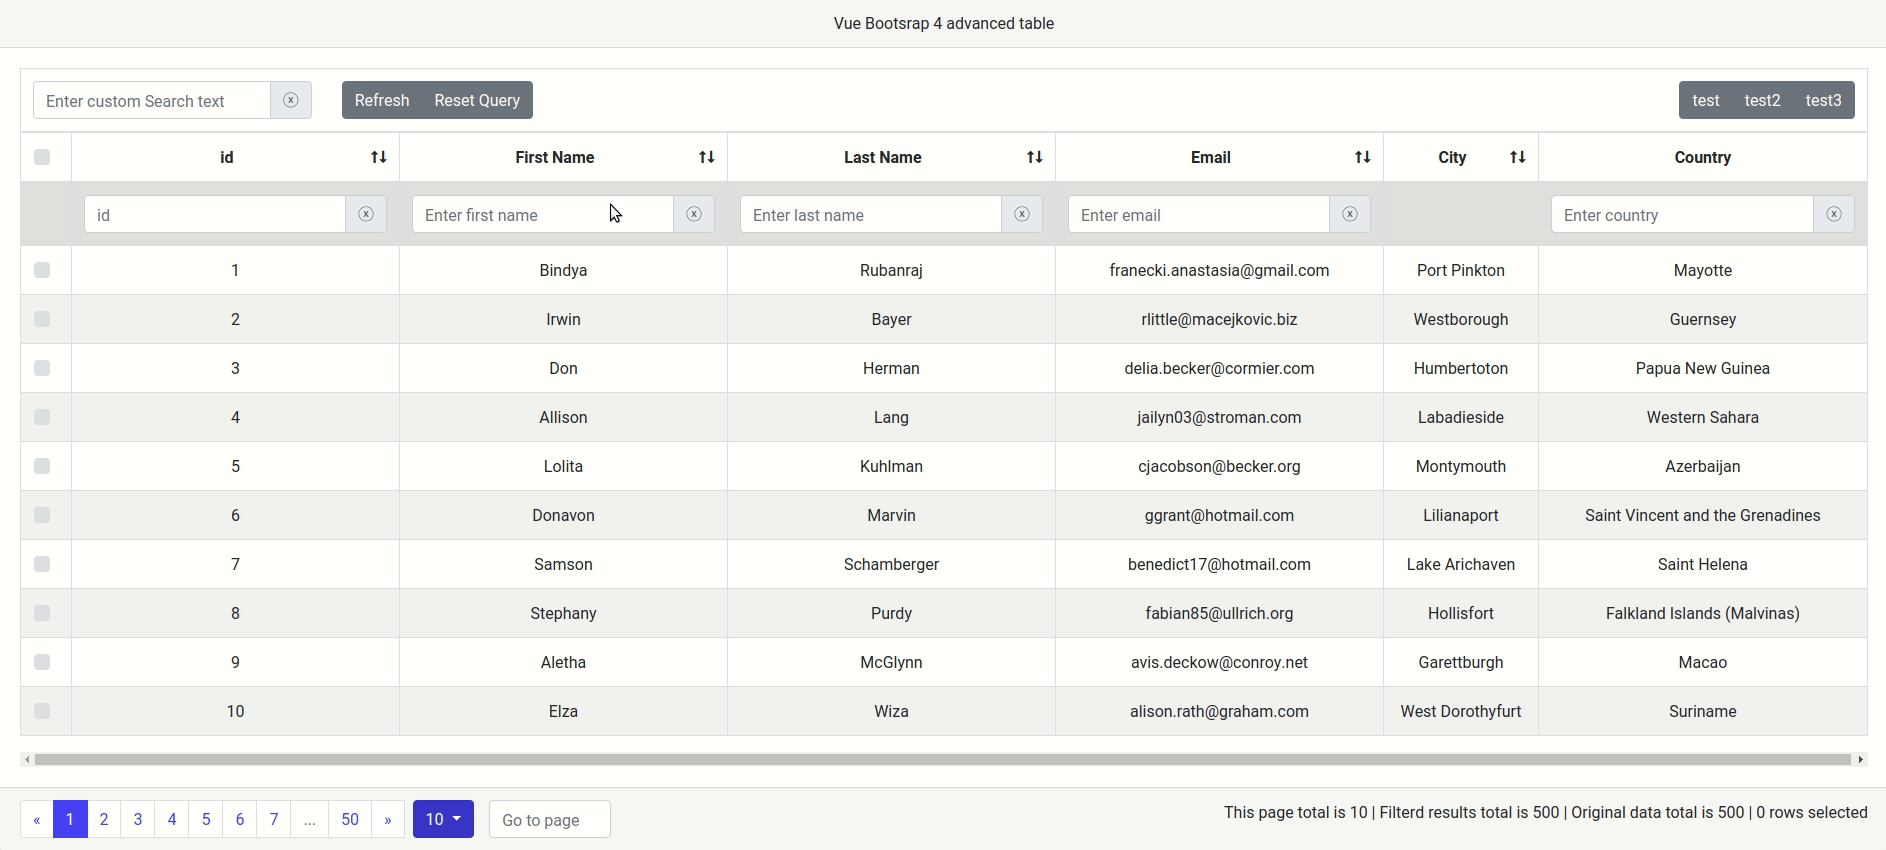 Vue Bootsrap 4 advanced table
Enter custom Search text ⓧ Refresh Reset Query test test2 test3
id First Name Last Name Email City Country
id ⓧ Enter first name ⓧ Enter last name ⓧ Enter email ⓧ Enter country ⓧ
1 Bindya Rubanraj franecki.anastasia@gmail.com Port Pinkton Mayotte
2 Irwin Bayer rlittle@macejkovic.biz Westborough Guernsey
3 Don Herman delia.becker@cormier.com Humbertoton Papua New Guinea
4 Allison Lang jailyn03@stroman.com Labadieside Western Sahara
5 Lolita Kuhlman cjacobson@becker.org Montymouth Azerbaijan
6 Donavon Marvin ggrant@hotmail.com Lilianaport Saint Vincent and the Grenadines
7 Samson Schamberger benedict17@hotmail.com Lake Arichaven Saint Helena
8 Stephany Purdy fabian85@ullrich.org Hollisfort Falkland Islands (Malvinas)
9 Aletha McGlynn avis.deckow@conroy.net Garettburgh Macao
10 Elza Wiza alison.rath@graham.com West Dorothyfurt Suriname
« 1 2 3 4 5 6 7 ... 50 » 10 Go to page This page total is 10 | Filterd results total is 500 | Original data total is 500 | 0 rows selected